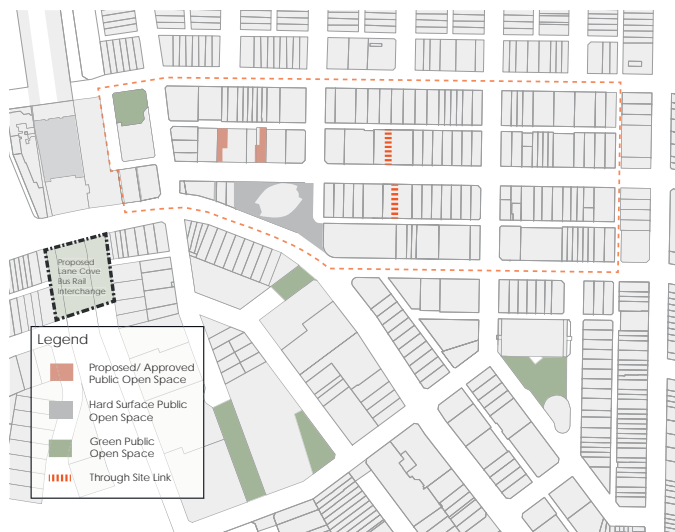 Proposed
Lane Cove
Bus Rail
Interchange
Legend
Proposed/ Approved
Public Open Space
Hard Surface Public
Open Space
Green Public
Open Space
Through Site Link